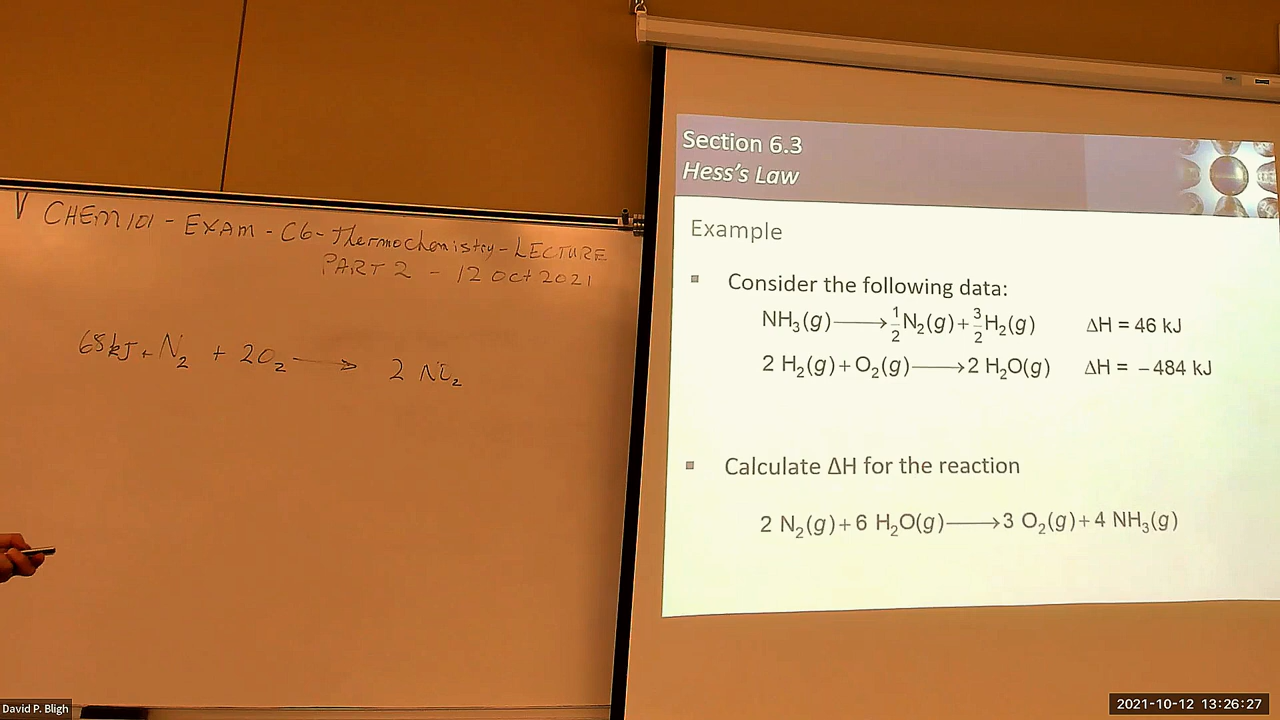 CHEM 101 - EXAM - C6 - Thermochemistry - LECTURE
PART 2 - 12 Oct 2021
68kJ + N₂ + 2O₂ → 2 NO₂
Section 6.3
Hess's Law
Example
▪ Consider the following data:
NH₃(g) → 1/2 N₂(g) + 3/2 H₂(g) ΔH = 46 kJ
2 H₂(g) + O₂(g) → 2 H₂O(g) ΔH = −484 kJ
▪ Calculate ΔH for the reaction
2 N₂(g) + 6 H₂O(g) → 3 O₂(g) + 4 NH₃(g)
David P. Bligh
2021-10-12 13:26:27